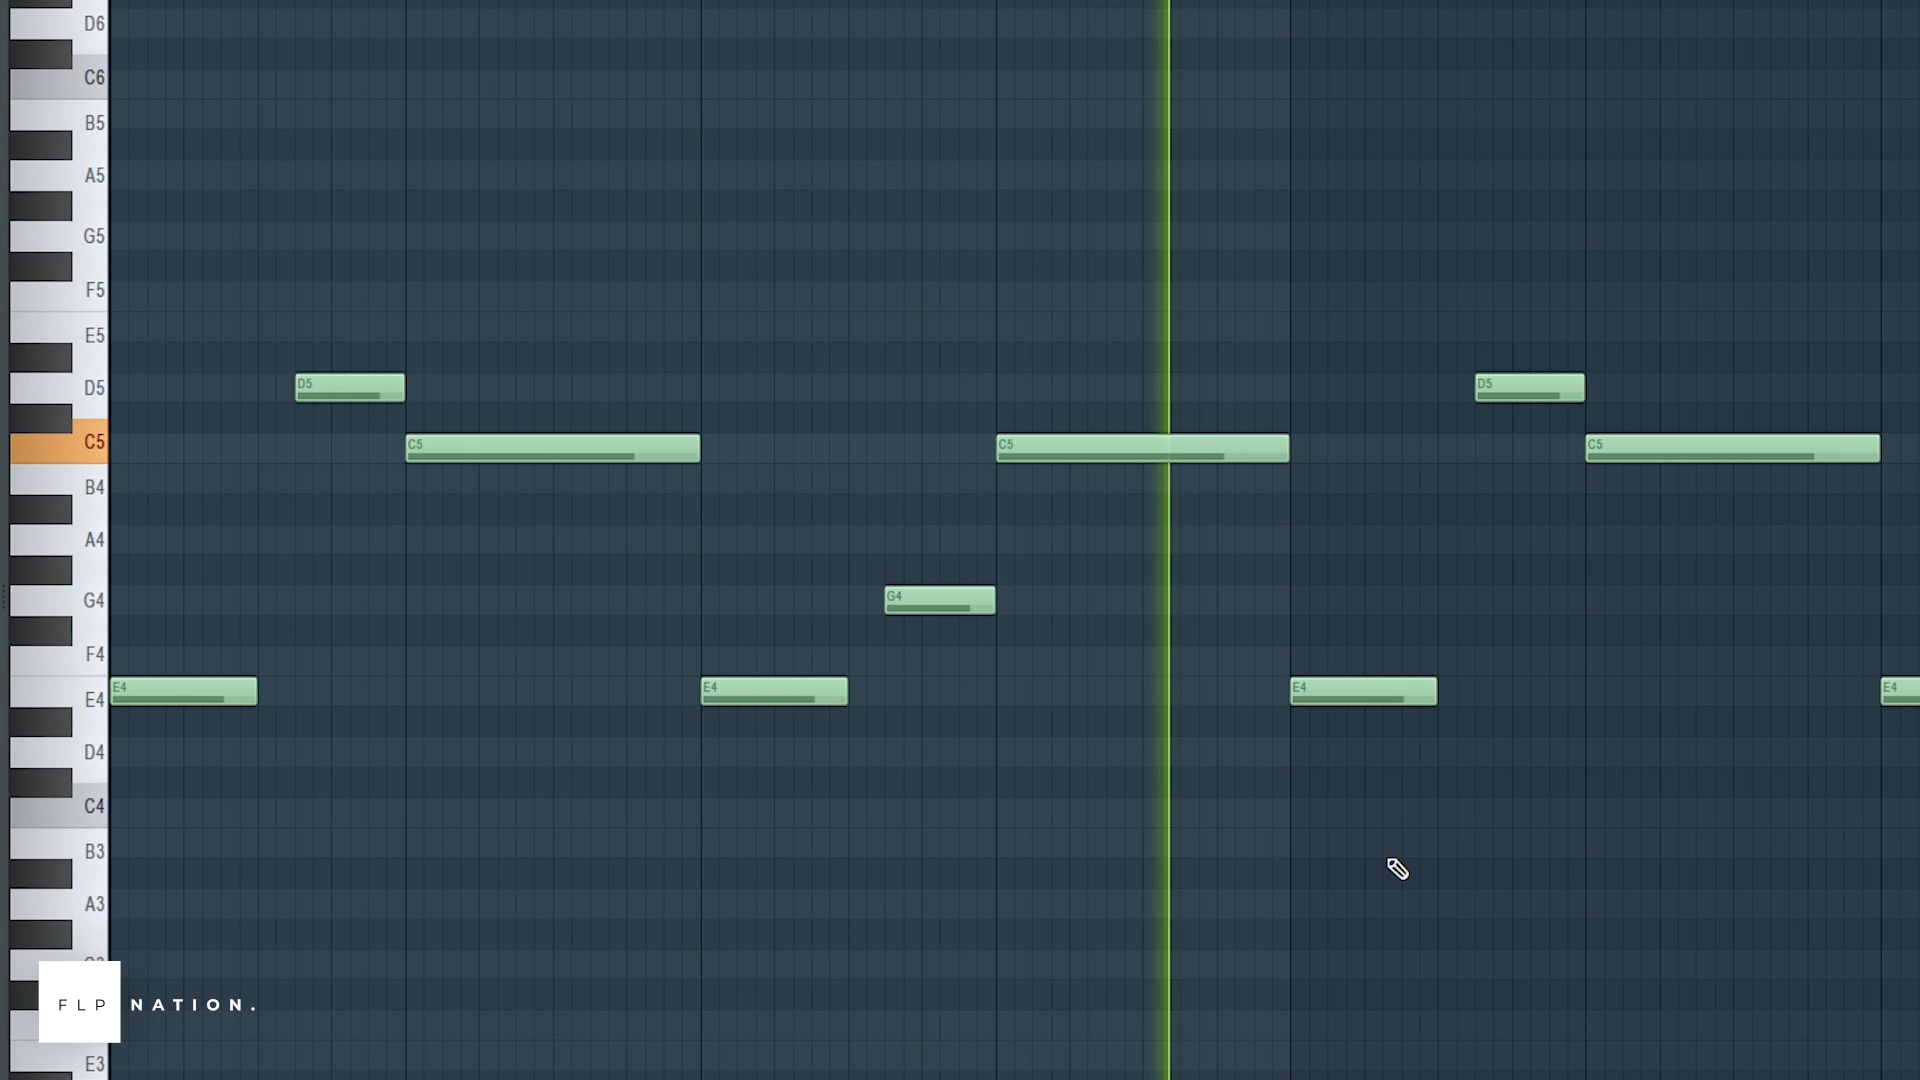 D6
C6
B5
A5
G5
F5
E5
D5 D5 D5
C5 C5 C5 C5
B4
A4
G4 G4
F4
E4 E4 E4 E4 E4
D4
C4
B3
A3
FLP NATION.
E3